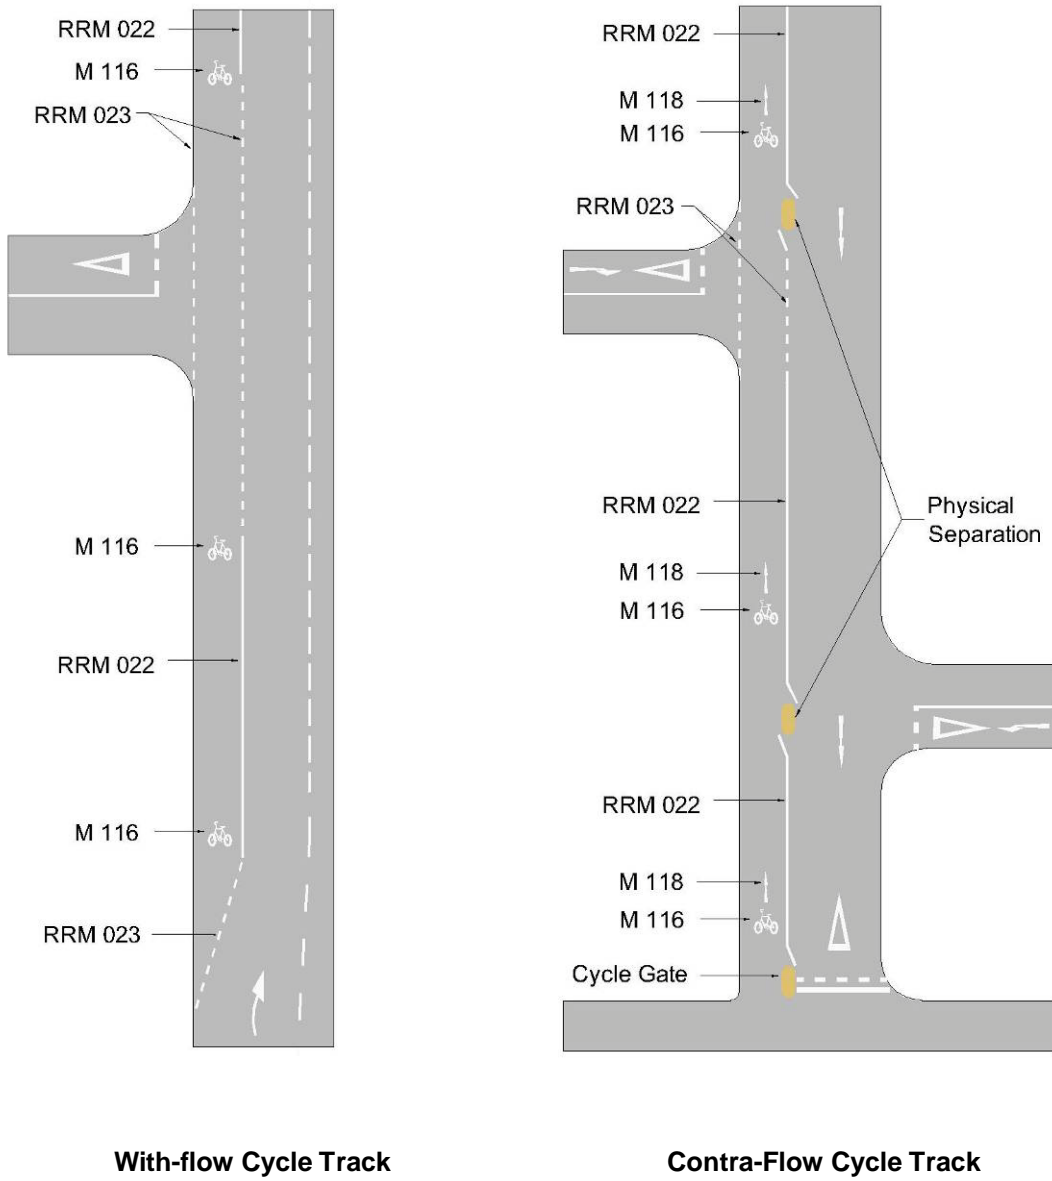 RRM 022
M 116
RRM 023
M 116
RRM 022
M 116
RRM 023
With-flow Cycle Track
RRM 022
M 118
M 116
RRM 023
RRM 022
Physical
Separation
M 118
M 116
RRM 022
M 118
M 116
Cycle Gate
Contra-Flow Cycle Track